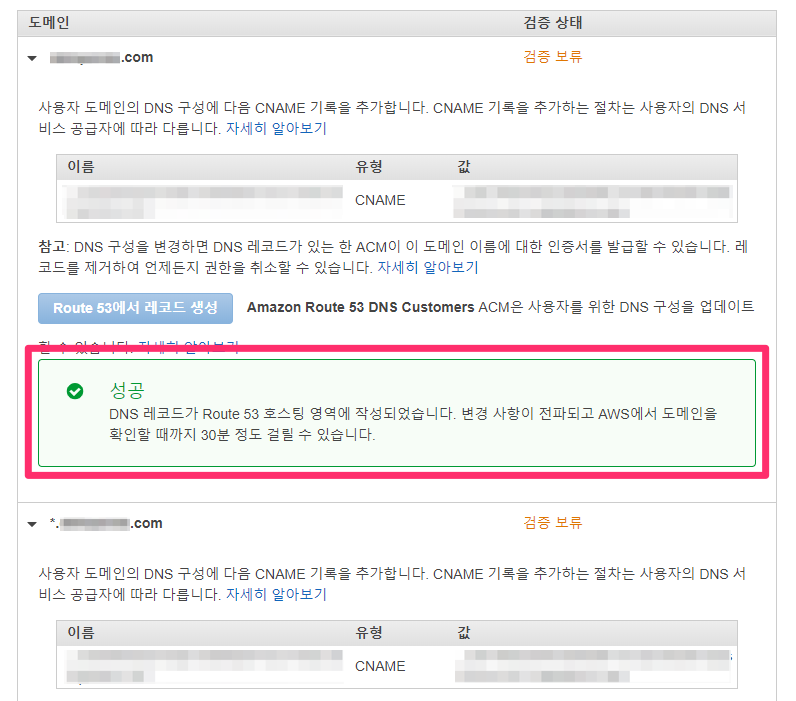 도메인 검증 상태
.com 검증 보류
사용자 도메인의 DNS 구성에 다음 CNAME 기록을 추가합니다. CNAME 기록을 추가하는 절차는 사용자의 DNS 서
비스 공급자에 따라 다릅니다. 자세히 알아보기
이름 유형 값
CNAME
참고: DNS 구성을 변경하면 DNS 레코드가 있는 한 ACM이 이 도메인 이름에 대한 인증서를 발급할 수 있습니다. 레
코드를 제거하여 언제든지 권한을 취소할 수 있습니다. 자세히 알아보기
Route 53에서 레코드 생성 Amazon Route 53 DNS Customers ACM은 사용자를 위한 DNS 구성을 업데이트
할 수 있습니다. 자세히 알아보기
성공
DNS 레코드가 Route 53 호스팅 영역에 작성되었습니다. 변경 사항이 전파되고 AWS에서 도메인을
확인할 때까지 30분 정도 걸릴 수 있습니다.
*. .com 검증 보류
사용자 도메인의 DNS 구성에 다음 CNAME 기록을 추가합니다. CNAME 기록을 추가하는 절차는 사용자의 DNS 서
비스 공급자에 따라 다릅니다. 자세히 알아보기
이름 유형 값
CNAME